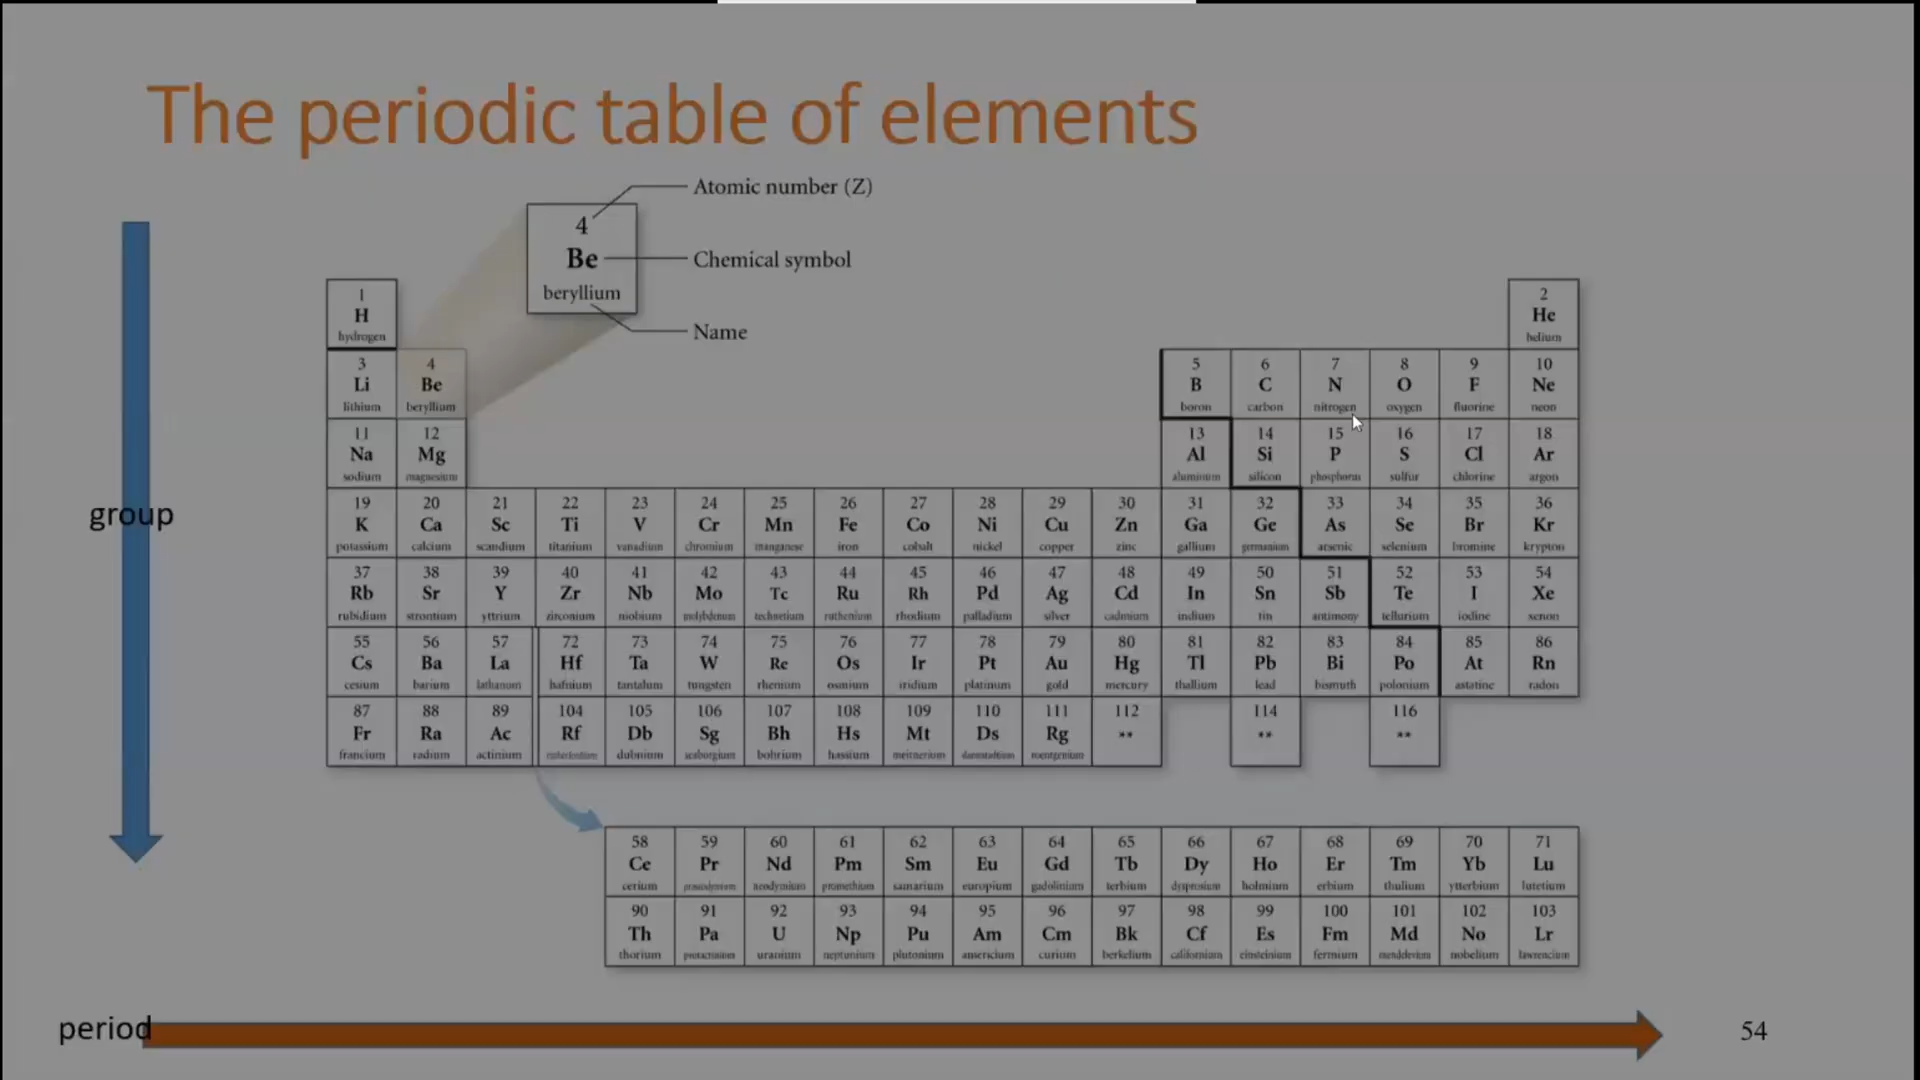 The periodic table of elements
Atomic number (Z)
4
Be
Chemical symbol
beryllium
Name
1 2
H He
hydrogen helium
3 4 5 6 7 8 9 10
Li Be B C N O F Ne
lithium beryllium boron carbon nitrogen oxygen fluorine neon
11 12 13 14 15 16 17 18
Na Mg Al Si P S Cl Ar
sodium magnesium aluminum silicon phosphorus sulfur chlorine argon
group
19 20 21 22 23 24 25 26 27 28 29 30 31 32 33 34 35 36
K Ca Sc Ti V Cr Mn Fe Co Ni Cu Zn Ga Ge As Se Br Kr
potassium calcium scandium titanium vanadium chromium manganese iron cobalt nickel copper zinc gallium germanium arsenic selenium bromine krypton
37 38 39 40 41 42 43 44 45 46 47 48 49 50 51 52 53 54
Rb Sr Y Zr Nb Mo Tc Ru Rh Pd Ag Cd In Sn Sb Te I Xe
rubidium strontium yttrium zirconium niobium molybdenum technetium ruthenium rhodium palladium silver cadmium indium tin antimony tellurium iodine xenon
55 56 57 72 73 74 75 76 77 78 79 80 81 82 83 84 85 86
Cs Ba La Hf Ta W Re Os Ir Pt Au Hg Tl Pb Bi Po At Rn
cesium barium lathanum hafnium tantalum tungsten rhenium osmium iridium platinum gold mercury thallium lead bismuth polonium astatine radon
87 88 89 104 105 106 107 108 109 110 111 112 114 116
Fr Ra Ac Rf Db Sg Bh Hs Mt Ds Rg ** ** **
francium radium actinium dubnium seaborgium bohrium hassium meitnerium darmstadtium roentgenium
58 59 60 61 62 63 64 65 66 67 68 69 70 71
Ce Pr Nd Pm Sm Eu Gd Tb Dy Ho Er Tm Yb Lu
cerium neodymium promethium samarium europium gadolinium terbium dysprosium holmium erbium thulium ytterbium lutetium
90 91 92 93 94 95 96 97 98 99 100 101 102 103
Th Pa U Np Pu Am Cm Bk Cf Es Fm Md No Lr
thorium protactinium uranium neptunium plutonium americium curium berkelium californium einsteinium fermium mendelevium nobelium lawrencium
period
54